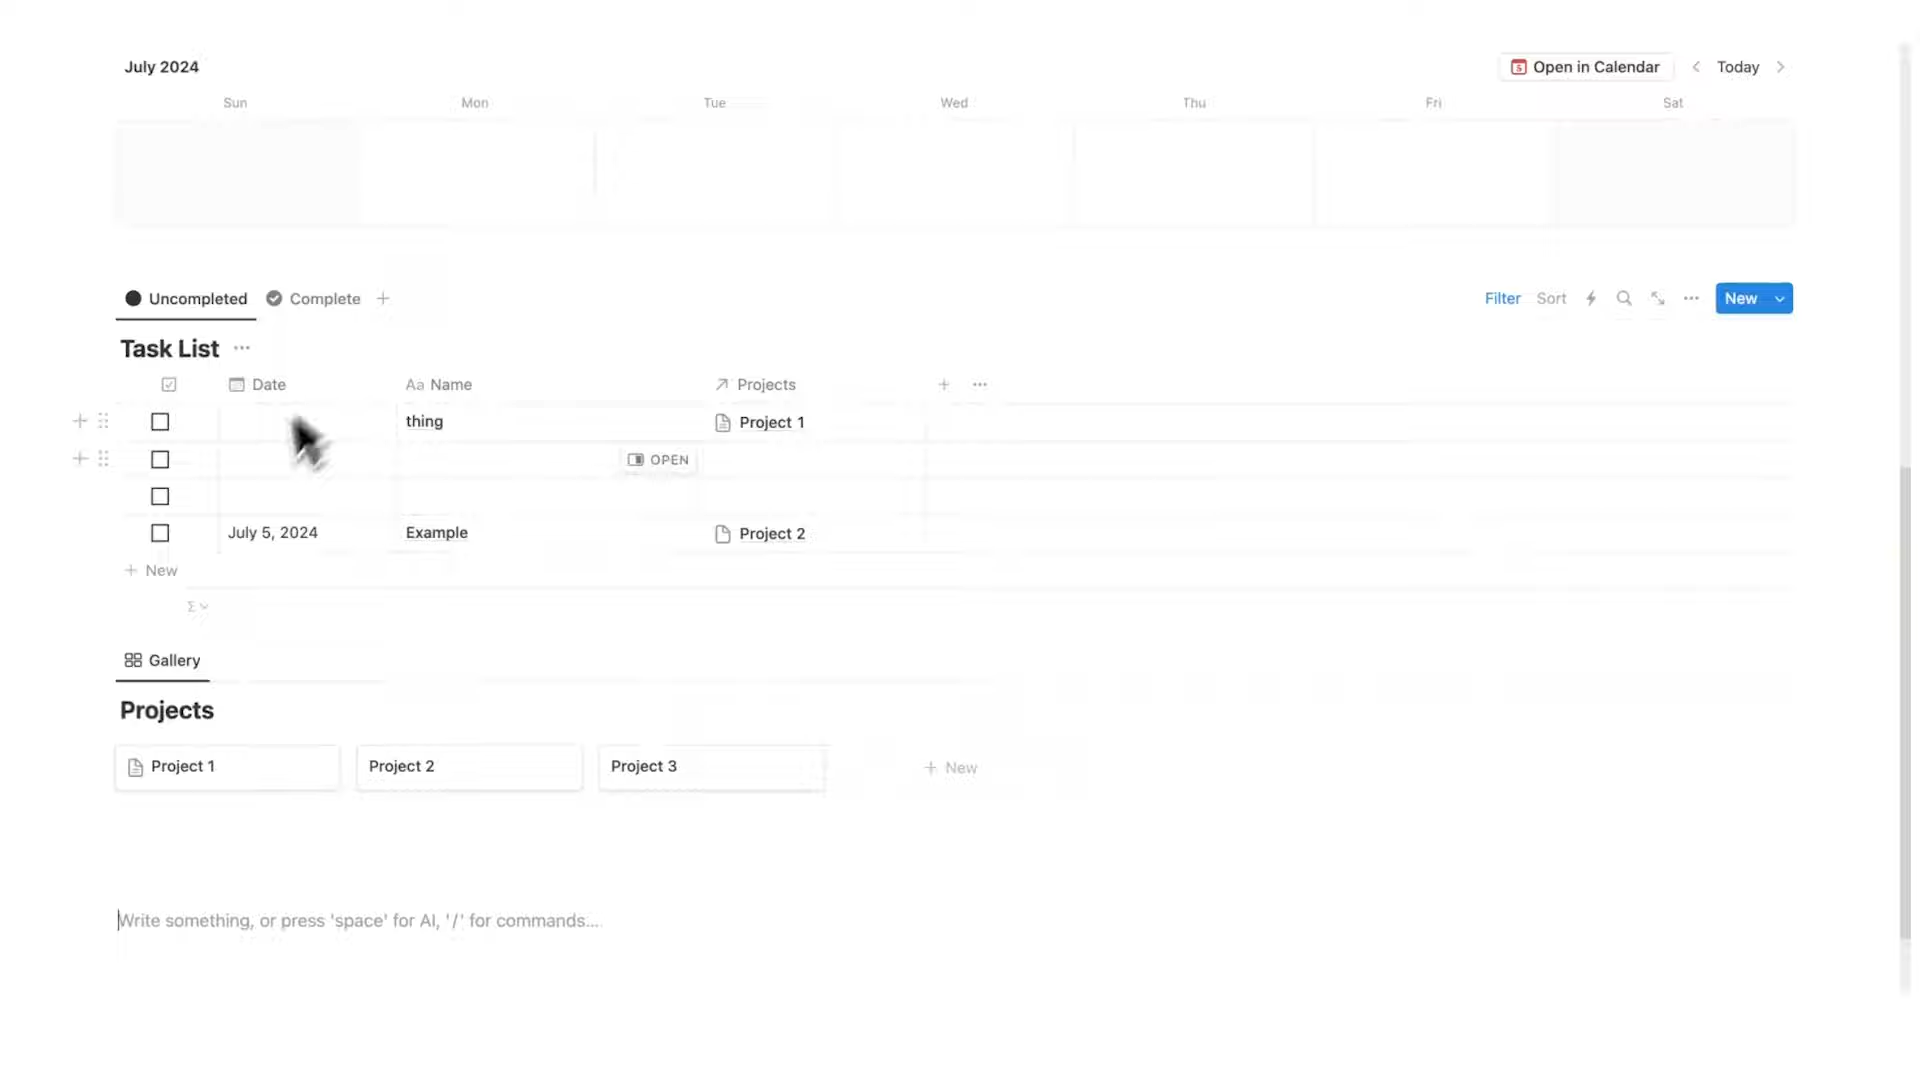 July 2024
Open in Calendar
Today
Sun Mon Tue Wed Thu Fri Sat
Uncompleted Complete +
Filter Sort New
Task List ...
Date Aa Name Projects + ...
thing Project 1
OPEN
July 5, 2024 Example Project 2
+ New
Σ
Gallery
Projects
Project 1 Project 2 Project 3 + New
Write something, or press 'space' for AI, '/' for commands...